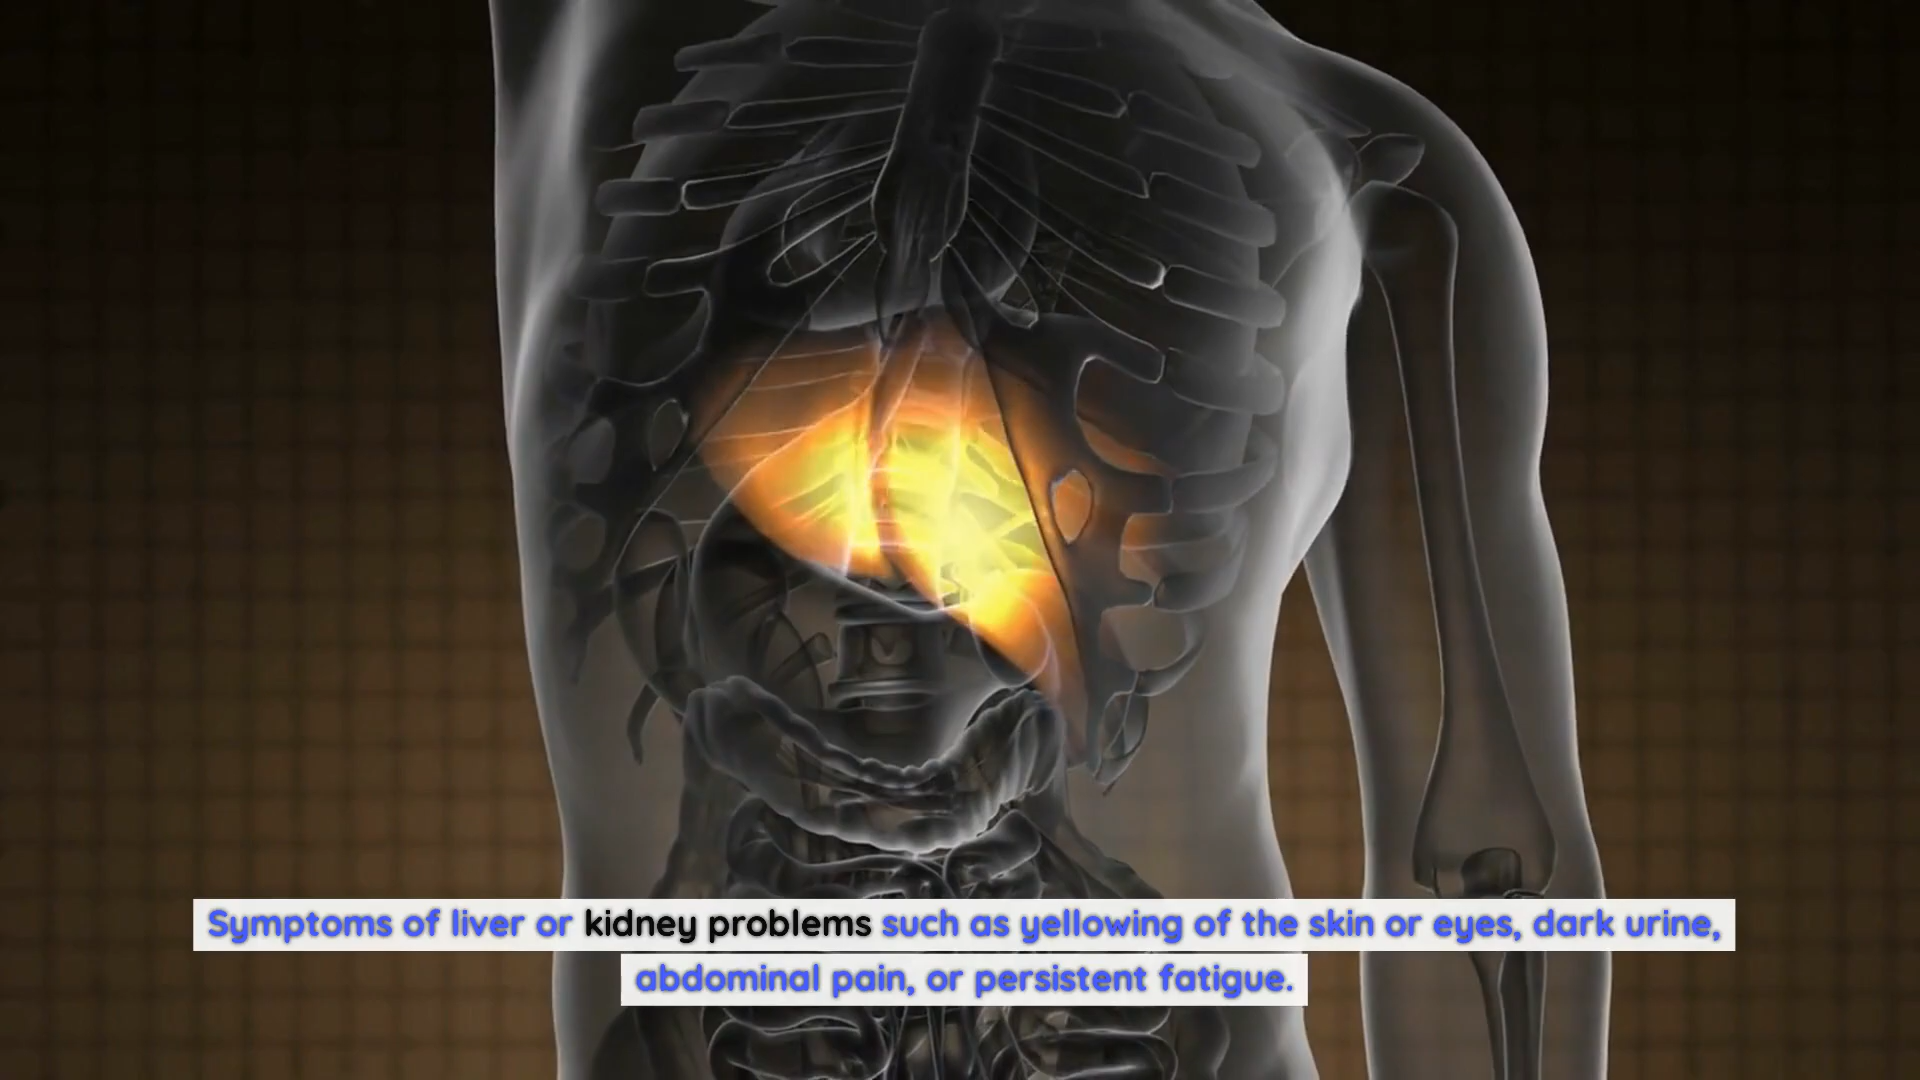 Symptoms of liver or kidney problems such as yellowing of the skin or eyes, dark urine,
abdominal pain, or persistent fatigue.